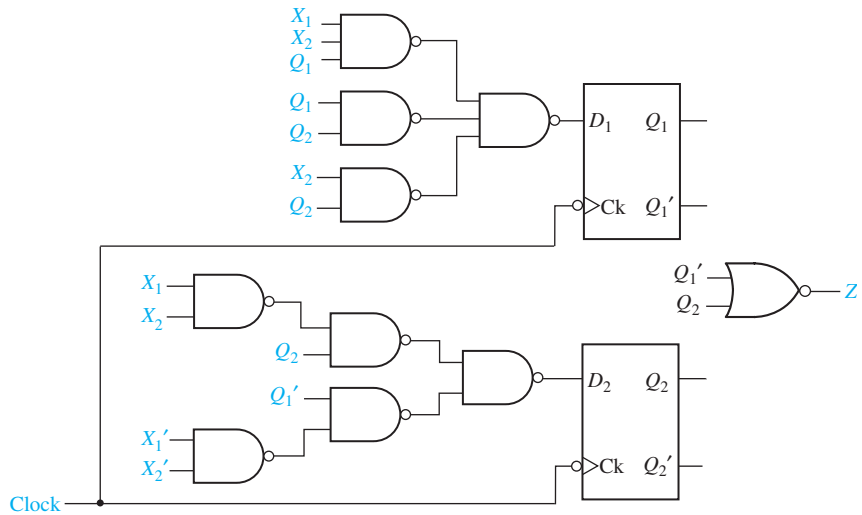 X₁
X₂
Q₁
Q₁
Q₂
X₂
Q₂
D₁ Q₁
Ck Q₁′
Q₁′
Q₂
Z
X₁
X₂
Q₂
Q₁′
X₁′
X₂′
D₂ Q₂
Ck Q₂′
Clock